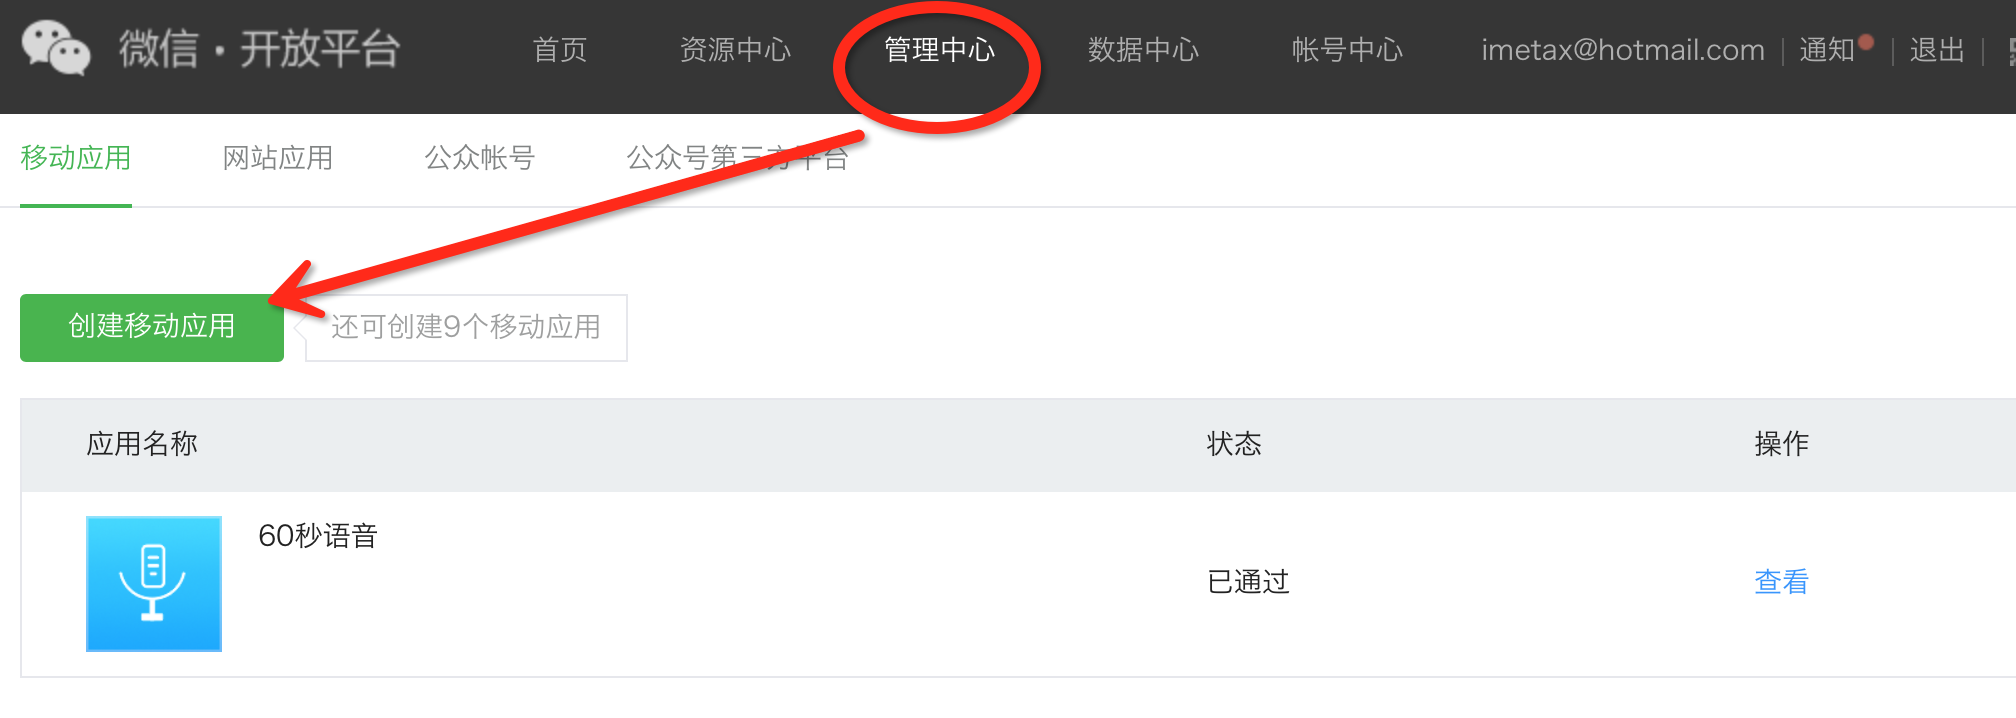 微信·开放平台 首页 资源中心 管理中心 数据中心 帐号中心 imetax@hotmail.com 通知 退出
移动应用 网站应用 公众帐号 公众号第三方平台
创建移动应用 还可创建9个移动应用
应用名称 状态 操作
60秒语音
已通过 查看